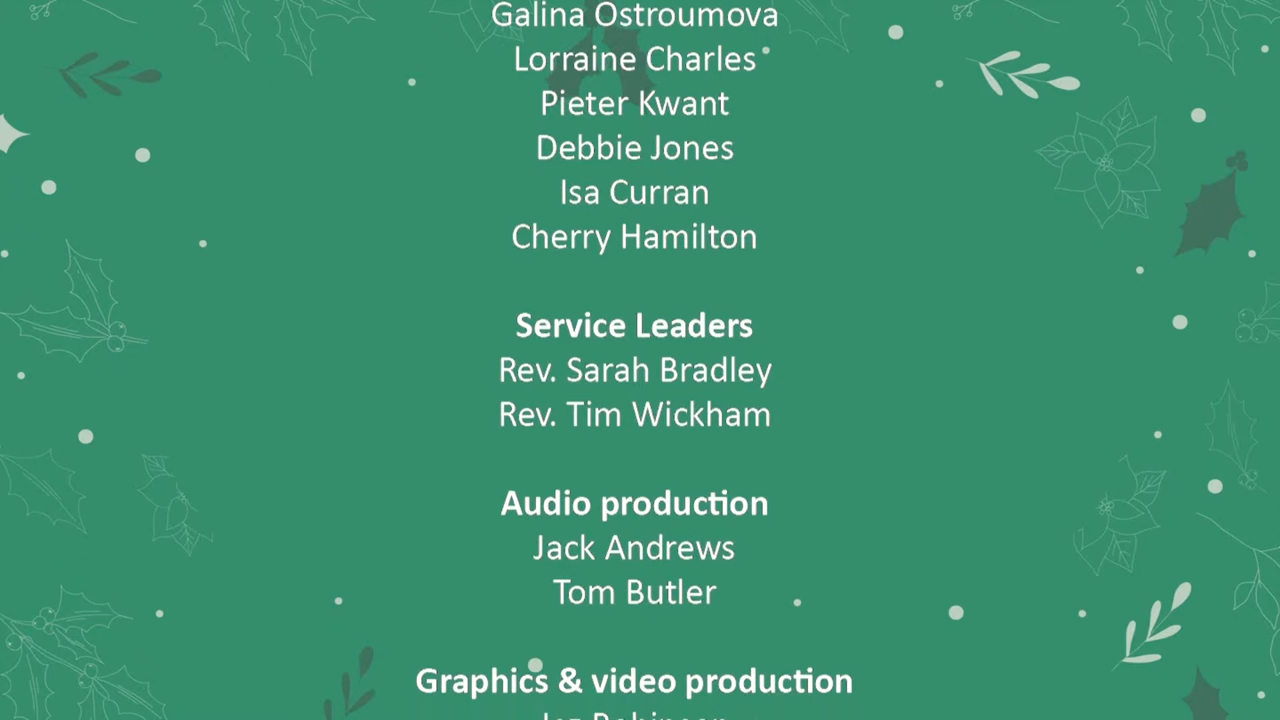 Galina Ostroumova
Lorraine Charles
Pieter Kwant
Debbie Jones
Isa Curran
Cherry Hamilton
Service Leaders
Rev. Sarah Bradley
Rev. Tim Wickham
Audio production
Jack Andrews
Tom Butler
Graphics & video production